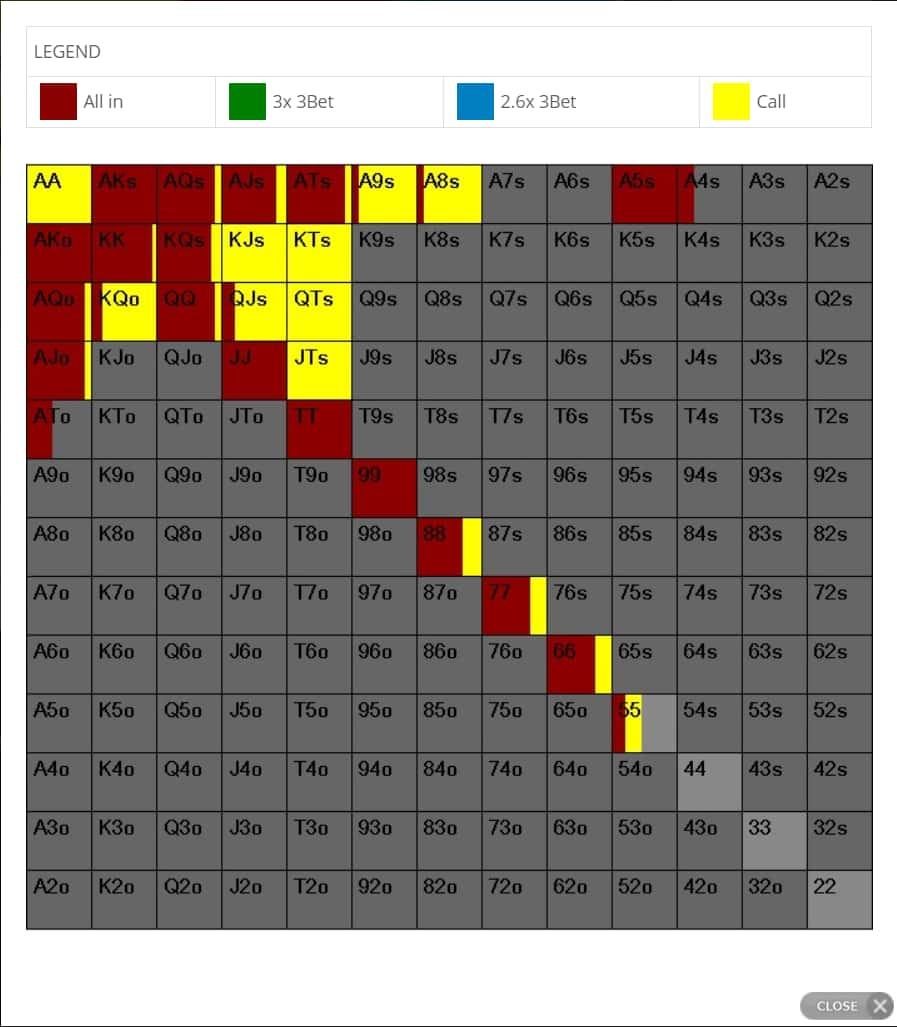 LEGEND
All in 3x 3Bet 2.6x 3Bet Call
AA AKs AQs AJs ATs A9s A8s A7s A6s A5s A4s A3s A2s
AKo KK KQs KJs KTs K9s K8s K7s K6s K5s K4s K3s K2s
AQo KQo QQ QJs QTs Q9s Q8s Q7s Q6s Q5s Q4s Q3s Q2s
AJo KJo QJo JJ JTs J9s J8s J7s J6s J5s J4s J3s J2s
ATo KTo QTo JTo TT T9s T8s T7s T6s T5s T4s T3s T2s
A9o K9o Q9o J9o T9o 99 98s 97s 96s 95s 94s 93s 92s
A8o K8o Q8o J8o T8o 98o 88 87s 86s 85s 84s 83s 82s
A7o K7o Q7o J7o T7o 97o 87o 77 76s 75s 74s 73s 72s
A6o K6o Q6o J6o T6o 96o 86o 76o 66 65s 64s 63s 62s
A5o K5o Q5o J5o T5o 95o 85o 75o 65o 55 54s 53s 52s
A4o K4o Q4o J4o T4o 94o 84o 74o 64o 54o 44 43s 42s
A3o K3o Q3o J3o T3o 93o 83o 73o 63o 53o 43o 33 32s
A2o K2o Q2o J2o T2o 92o 82o 72o 62o 52o 42o 32o 22
CLOSE